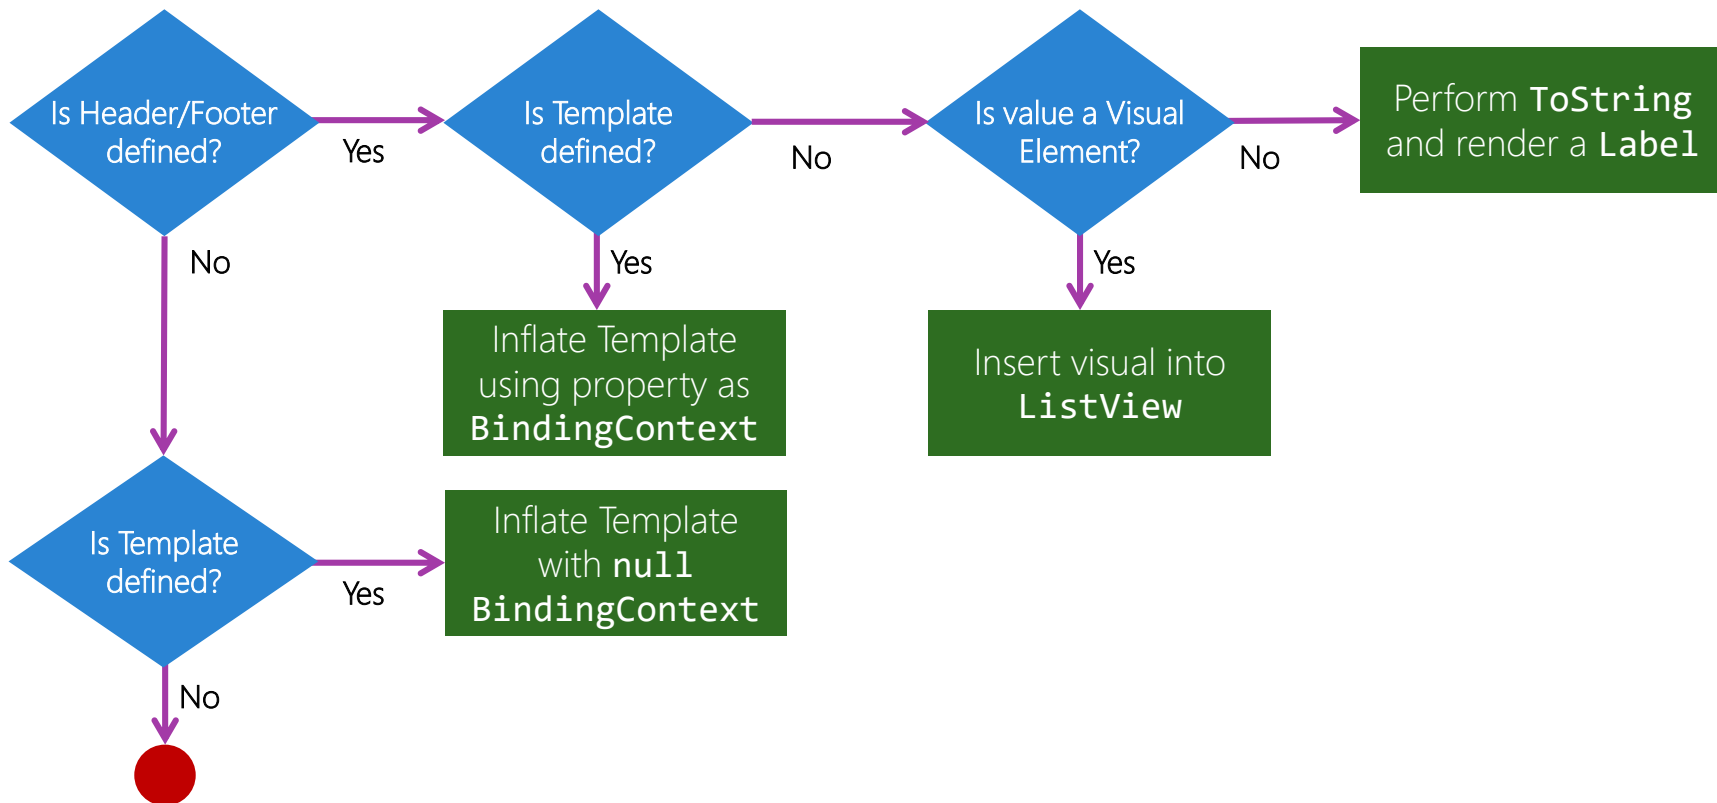 Is Header/Footer
defined?
Yes
Is Template
defined?
No
Is value a Visual
Element?
No
Perform ToString
and render a Label
No
Yes
Yes
Inflate Template
using property as
BindingContext
Insert visual into
ListView
Is Template
defined?
Yes
Inflate Template
with null
BindingContext
No